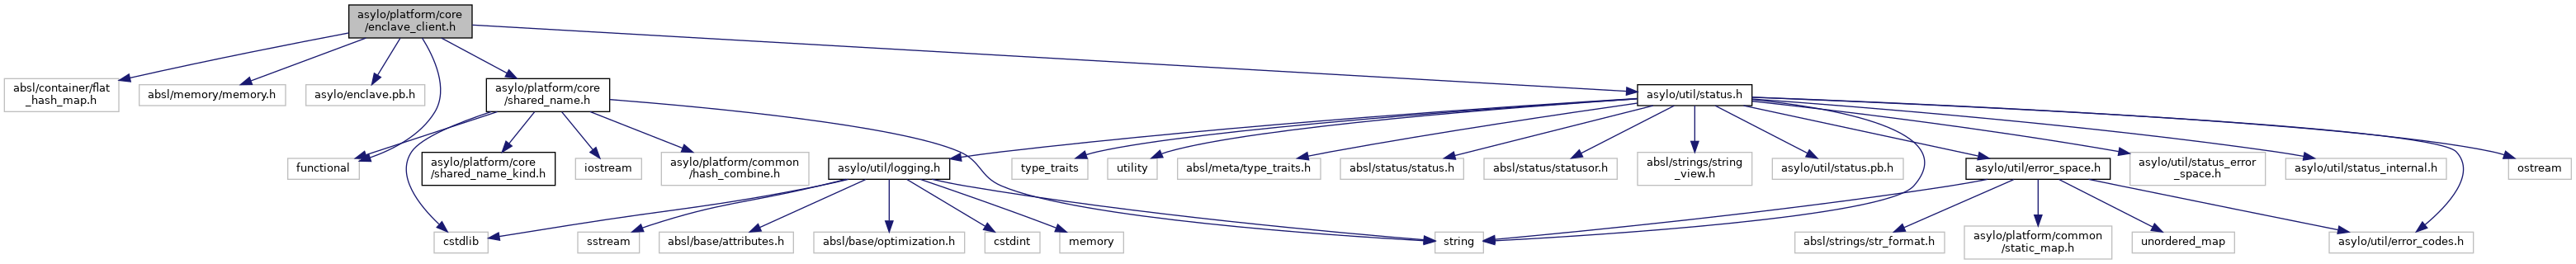 asylo/platform/core
/enclave_client.h
absl/container/flat
_hash_map.h
absl/memory/memory.h
asylo/enclave.pb.h
asylo/platform/core
/shared_name.h
asylo/util/status.h
functional
asylo/platform/core
/shared_name_kind.h
iostream
asylo/platform/common
/hash_combine.h
asylo/util/logging.h
type_traits
utility
absl/meta/type_traits.h
absl/status/status.h
absl/status/statusor.h
absl/strings/string
_view.h
asylo/util/status.pb.h
asylo/util/error_space.h
asylo/util/status_error
_space.h
asylo/util/status_internal.h
ostream
cstdlib
sstream
absl/base/attributes.h
absl/base/optimization.h
cstdint
memory
string
absl/strings/str_format.h
asylo/platform/common
/static_map.h
unordered_map
asylo/util/error_codes.h